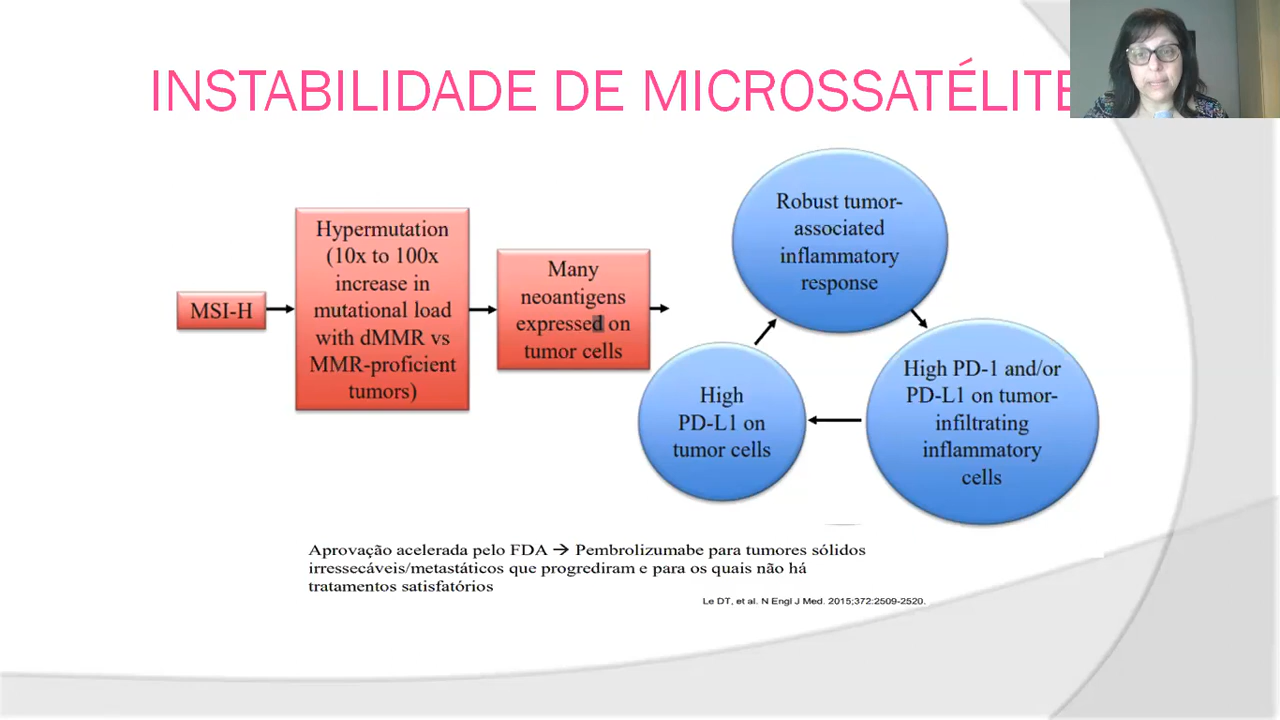 INSTABILIDADE DE MICROSSATÉLITE
MSI-H
Hypermutation
(10x to 100x
increase in
mutational load
with dMMR vs
MMR-proficient
tumors)
Many
neoantigens
expressed on
tumor cells
Robust tumor-
associated
inflammatory
response
High PD-1 and/or
PD-L1 on tumor-
infiltrating
inflammatory
cells
High
PD-L1 on
tumor cells
Aprovação acelerada pelo FDA → Pembrolizumabe para tumores sólidos
irressecáveis/metastáticos que progrediram e para os quais não há
tratamentos satisfatórios
Le DT, et al. N Engl J Med. 2015;372:2509-2520.